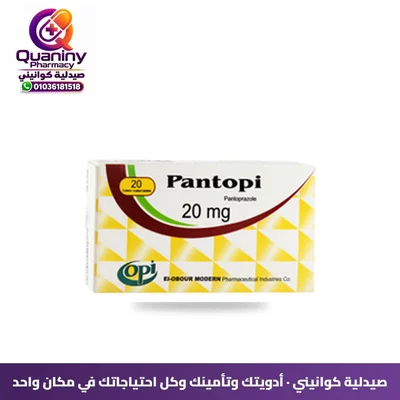 Quaniny
Pharmacy
صيدلية كوانيني
01036181518
20
Pantopi
Pantoprazole
20 mg
opi
El-OBOUR MODERN Pharmaceutical Industries Co.
صيدلية كوانيني - أدويتك وتأمينك وكل احتياجاتك في مكان واحد